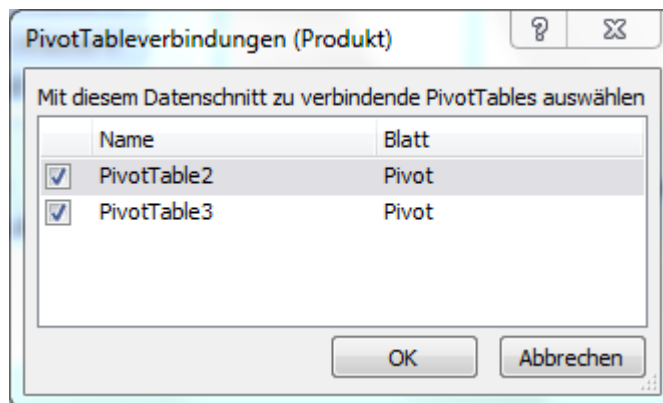 PivotTableverbindungen (Produkt)
Mit diesem Datenschnitt zu verbindende PivotTables auswählen
Name Blatt
PivotTable2 Pivot
PivotTable3 Pivot
OK Abbrechen